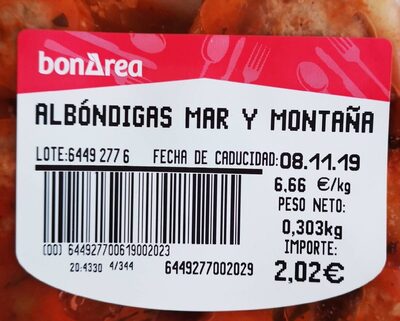 bonÀrea
ALBÓNDIGAS MAR Y MONTAÑA
LOTE:6449 277 6 FECHA DE CADUCIDAD:08.11.19
6.66 €/kg
PESO NETO:
0,303kg
IMPORTE:
2,02€
(00) 6449277700619002023
20:4330 4/344 6449277002029